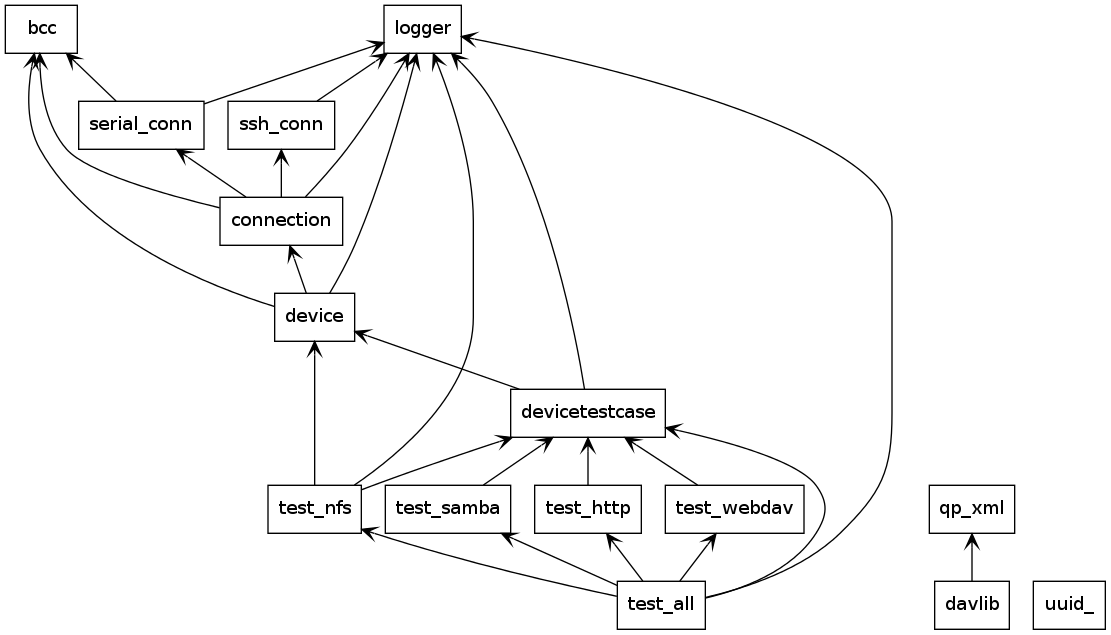 bcc
logger
serial_conn
ssh_conn
connection
device
devicetestcase
test_nfs
test_samba
test_http
test_webdav
qp_xml
test_all
davlib
uuid_